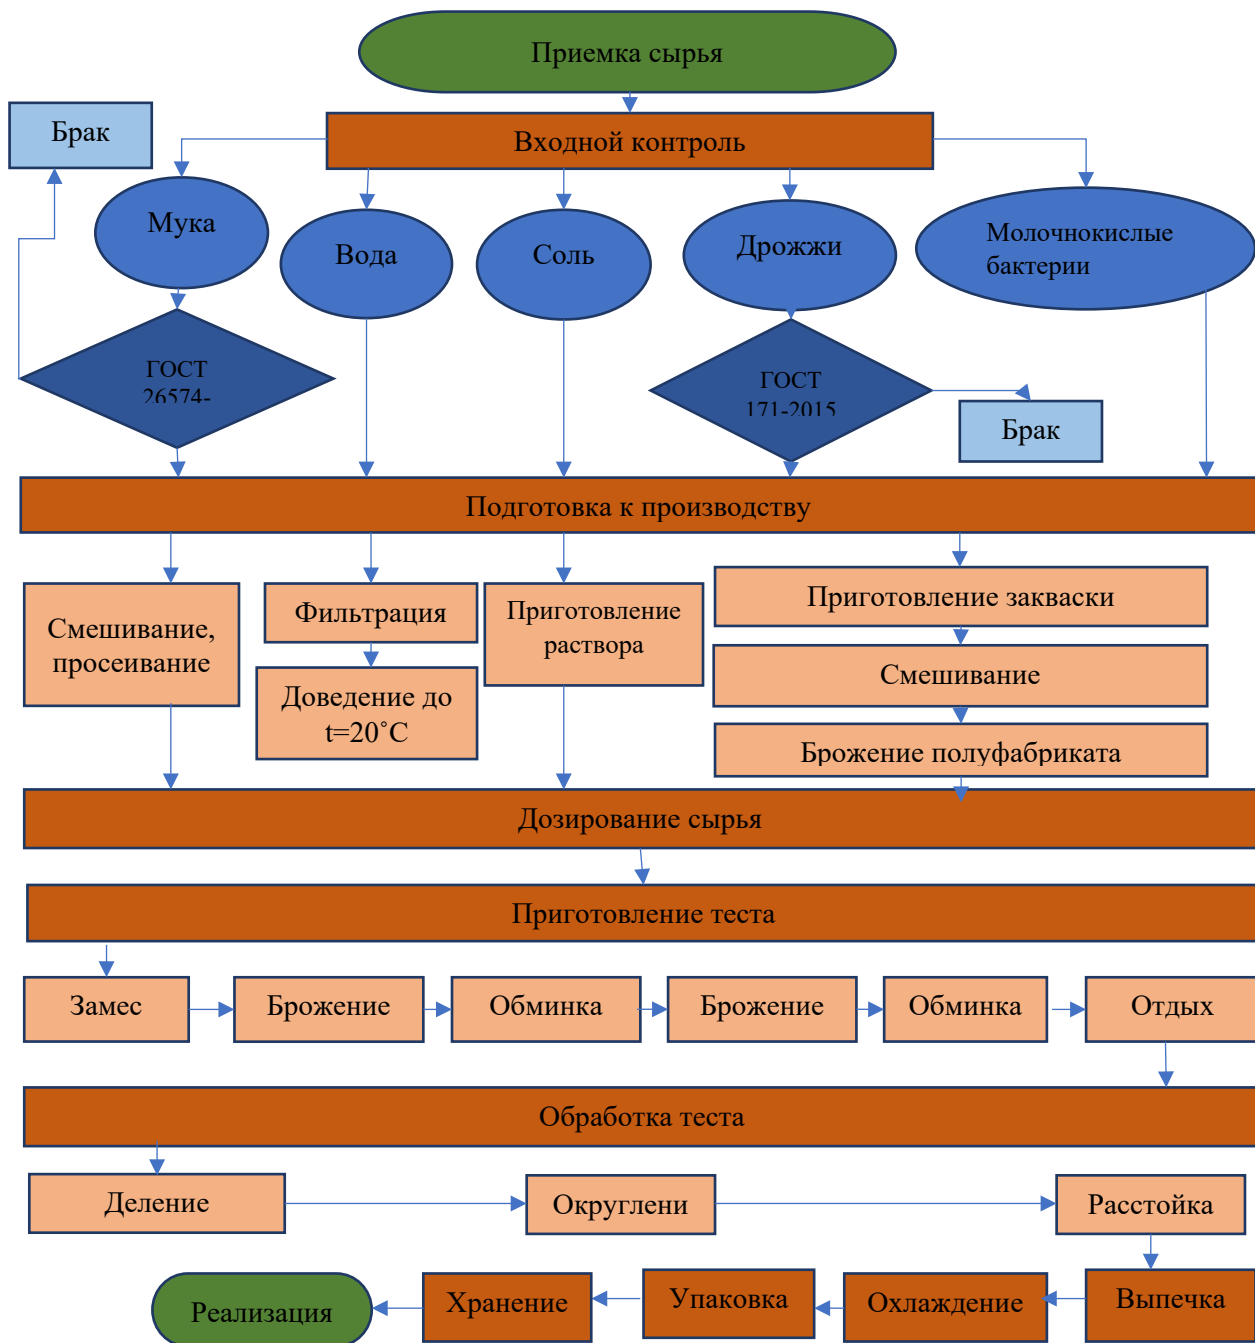 Приемка сырья
Брак
Входной контроль
Мука
Вода
Соль
Дрожжи
Молочнокислые
бактерии
ГОСТ
26574-
ГОСТ
171-2015
Брак
Подготовка к производству
Смешивание,
просеивание
Фильтрация
Доведение до
t=20˚C
Приготовление
раствора
Приготовление закваски
Смешивание
Брожение полуфабриката
Дозирование сырья
Приготовление теста
Замес
Брожение
Обминка
Брожение
Обминка
Отдых
Обработка теста
Деление
Округлени
Расстойка
Реализация
Хранение
Упаковка
Охлаждение
Выпечка